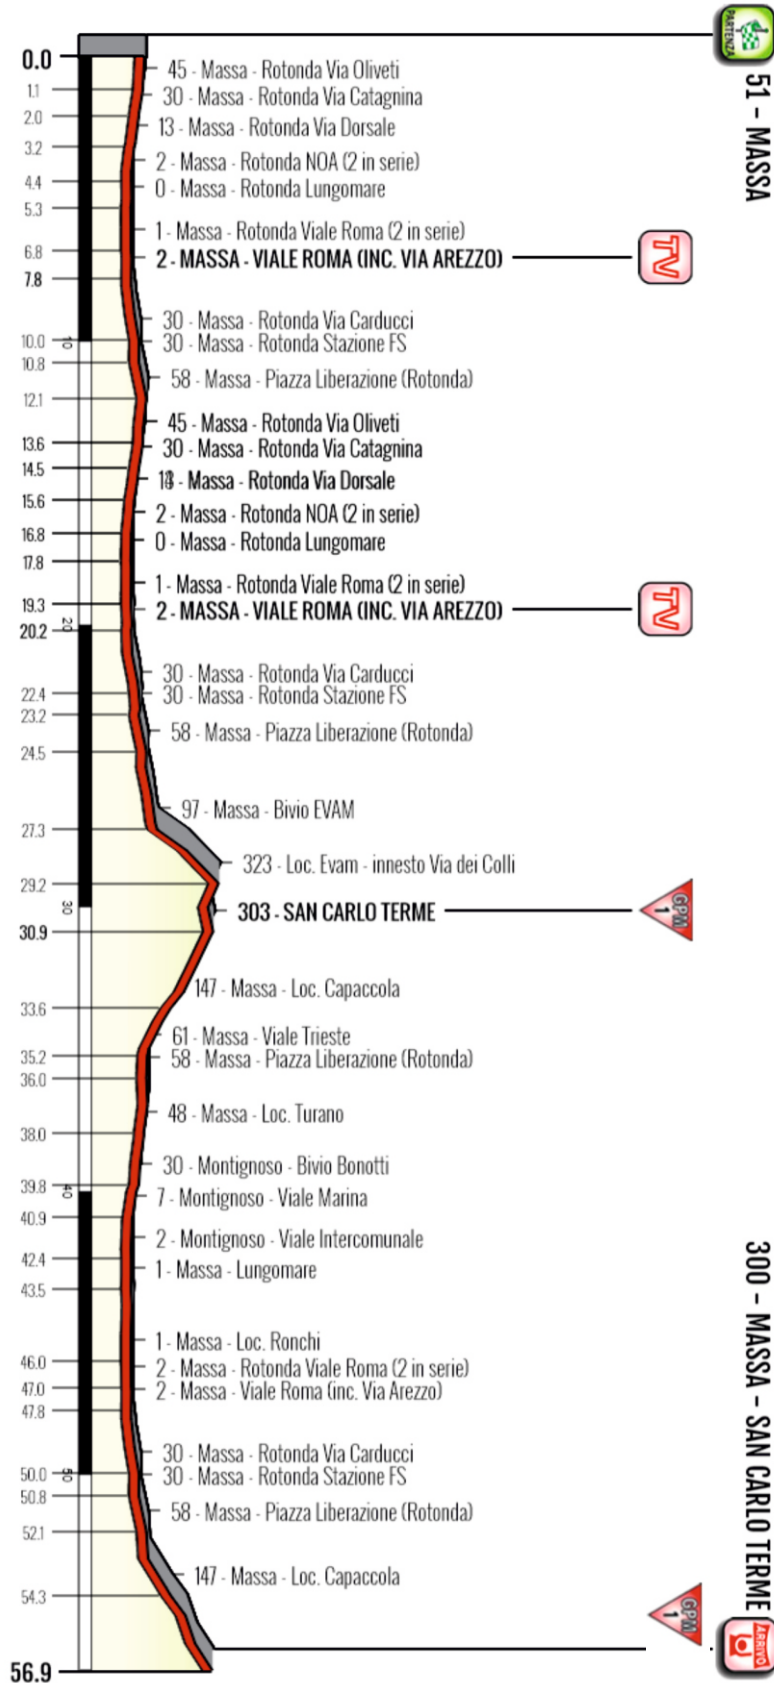 PARTENZA
51 - MASSA
0.0
45 - Massa - Rotonda Via Oliveti
1.1
30 - Massa - Rotonda Via Catagnina
2.0
13 - Massa - Rotonda Via Dorsale
3.2
2 - Massa - Rotonda NOA (2 in serie)
4.4
0 - Massa - Rotonda Lungomare
5.3
1 - Massa - Rotonda Viale Roma (2 in serie)
6.8
2 - MASSA - VIALE ROMA (INC. VIA AREZZO)
TV
7.8
30 - Massa - Rotonda Via Carducci
10.0
10
30 - Massa - Rotonda Stazione FS
10.8
58 - Massa - Piazza Liberazione (Rotonda)
12.1
45 - Massa - Rotonda Via Oliveti
13.6
30 - Massa - Rotonda Via Catagnina
14.5
- Massa - Rotonda Via Dorsale
15.6
2 - Massa - Rotonda NOA (2 in serie)
16.8
0 - Massa - Rotonda Lungomare
17.8
1 - Massa - Rotonda Viale Roma (2 in serie)
19.3
2 - MASSA - VIALE ROMA (INC. VIA AREZZO)
TV
20.2
20
30 - Massa - Rotonda Via Carducci
22.4
30 - Massa - Rotonda Stazione FS
23.2
58 - Massa - Piazza Liberazione (Rotonda)
24.5
97 - Massa - Bivio EVAM
27.3
323 - Loc. Evam - innesto Via dei Colli
29.2
30
303 - SAN CARLO TERME
GPM
1
30.9
147 - Massa - Loc. Capaccola
33.6
61 - Massa - Viale Trieste
35.2
58 - Massa - Piazza Liberazione (Rotonda)
36.0
48 - Massa - Loc. Turano
38.0
30 - Montignoso - Bivio Bonotti
39.8
40
7 - Montignoso - Viale Marina
40.9
2 - Montignoso - Viale Intercomunale
42.4
1 - Massa - Lungomare
43.5
1 - Massa - Loc. Ronchi
46.0
2 - Massa - Rotonda Viale Roma (2 in serie)
47.0
2 - Massa - Viale Roma (inc. Via Arezzo)
47.8
30 - Massa - Rotonda Via Carducci
50.0
50
30 - Massa - Rotonda Stazione FS
50.8
58 - Massa - Piazza Liberazione (Rotonda)
52.1
147 - Massa - Loc. Capaccola
54.3
GPM
1
56.9
300 - MASSA - SAN CARLO TERME
ARRIVO